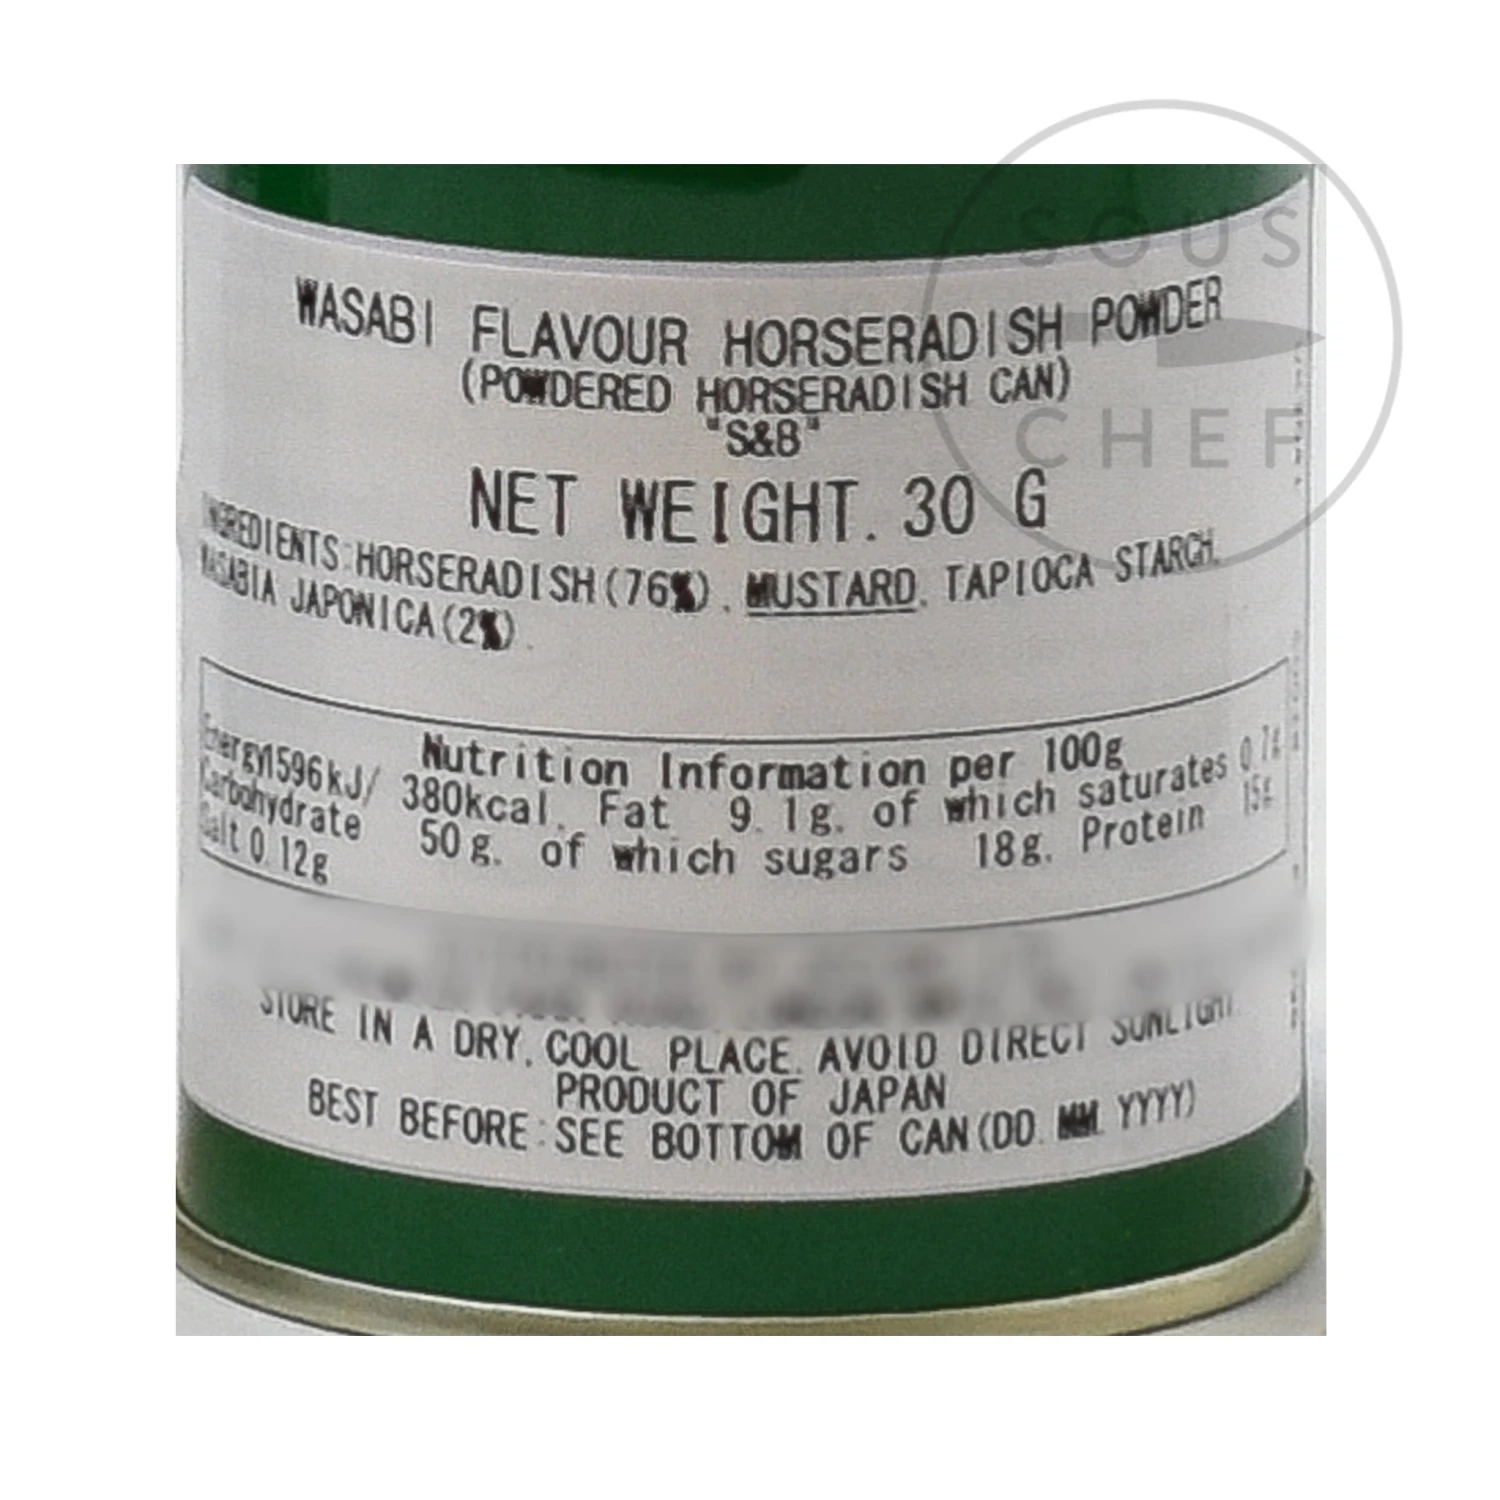 SOUS
CHEF
WASABI FLAVOUR HORSERADISH POWDER
(POWDERED HORSERADISH CAN)
"S&B"
NET WEIGHT. 30 G
INGREDIENTS:HORSERADISH(76%), MUSTARD, TAPIOCA STARCH,
WASABIA JAPONICA(2%).
Nutrition Information per 100g
Energy1596kJ/ 380kcal, Fat 9.1g, of which saturates 0.7g
Carbohydrate 50g, of which sugars 18g, Protein 15g
Salt 0.12g
STORE IN A DRY, COOL PLACE. AVOID DIRECT SUNLIGHT.
PRODUCT OF JAPAN
BEST BEFORE:SEE BOTTOM OF CAN(DD. MM. YYYY)